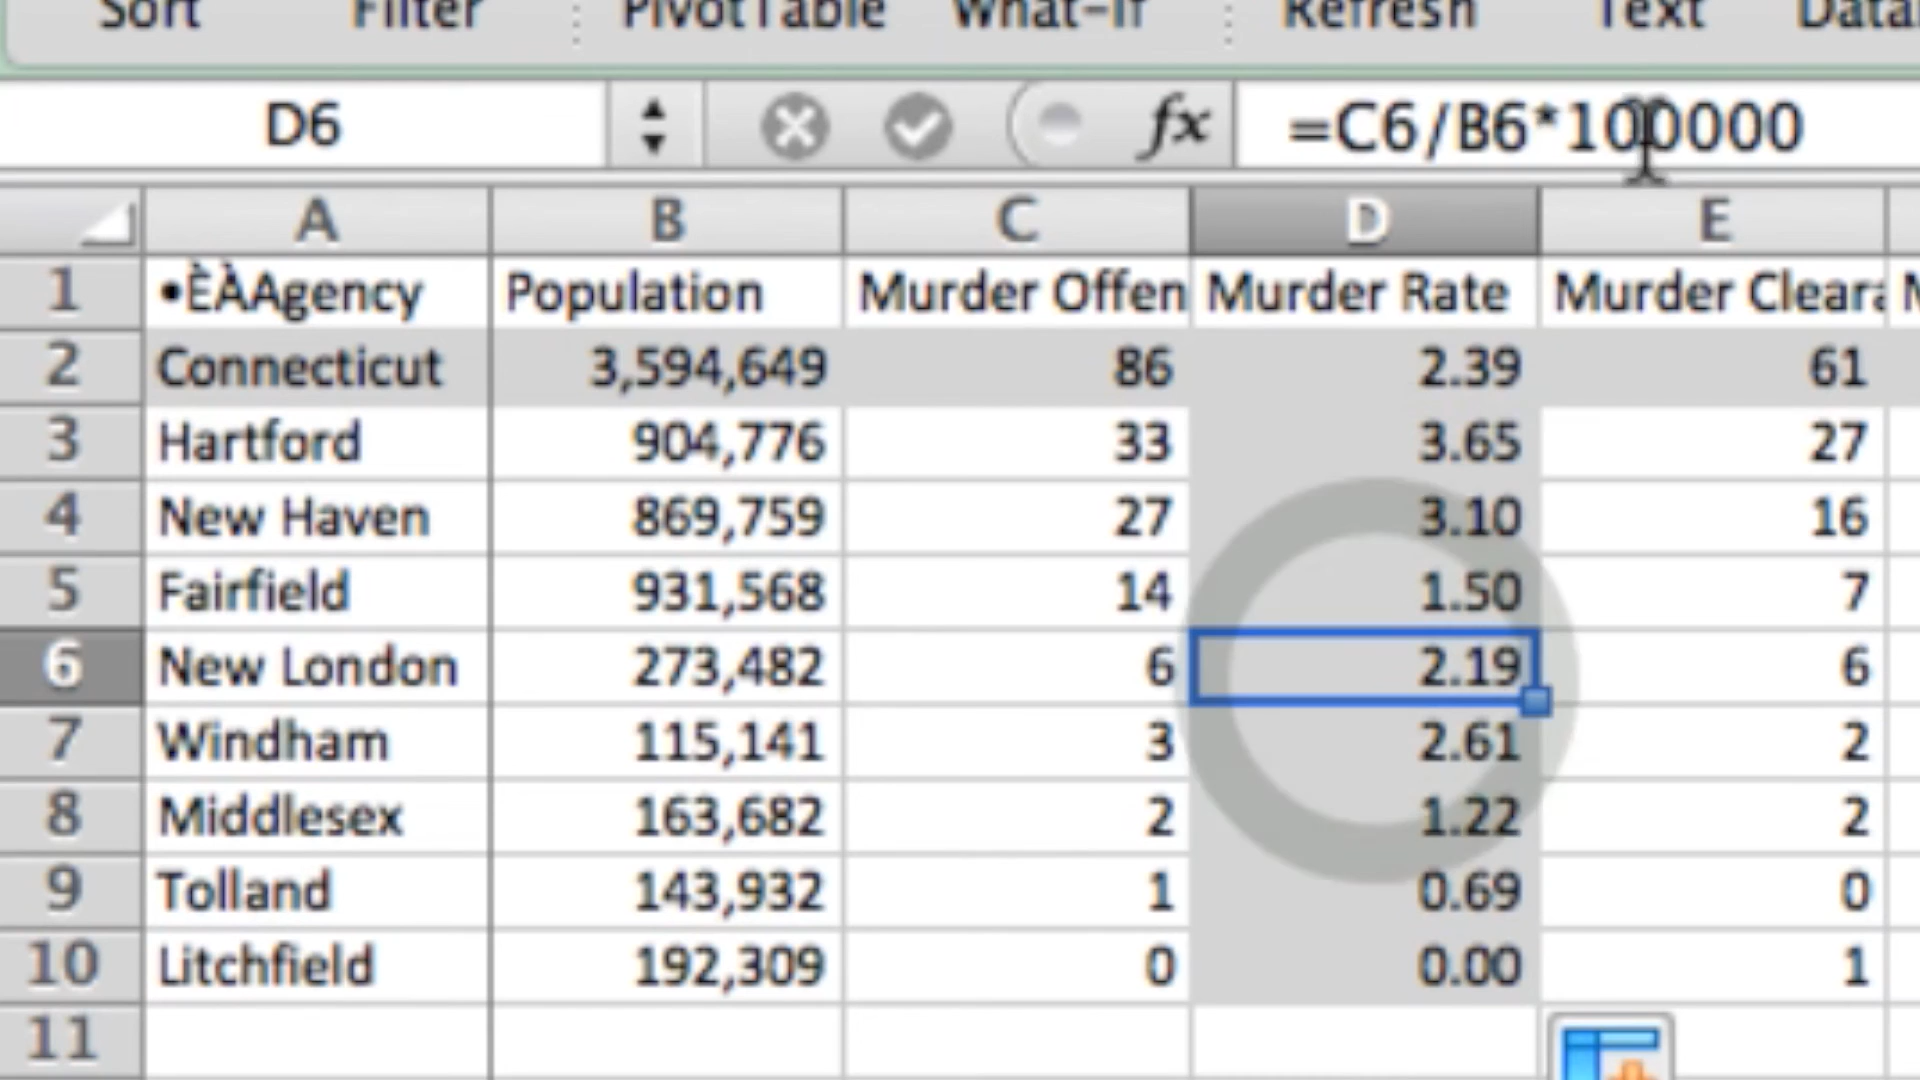 Sort Filter PivotTable What-If Refresh Text Data
D6 fx =C6/B6*100000
A B C D E
1 •ÈÀAgency Population Murder Offen Murder Rate Murder Cleara M
2 Connecticut 3,594,649 86 2.39 61
3 Hartford 904,776 33 3.65 27
4 New Haven 869,759 27 3.10 16
5 Fairfield 931,568 14 1.50 7
6 New London 273,482 6 2.19 6
7 Windham 115,141 3 2.61 2
8 Middlesex 163,682 2 1.22 2
9 Tolland 143,932 1 0.69 0
10 Litchfield 192,309 0 0.00 1
11